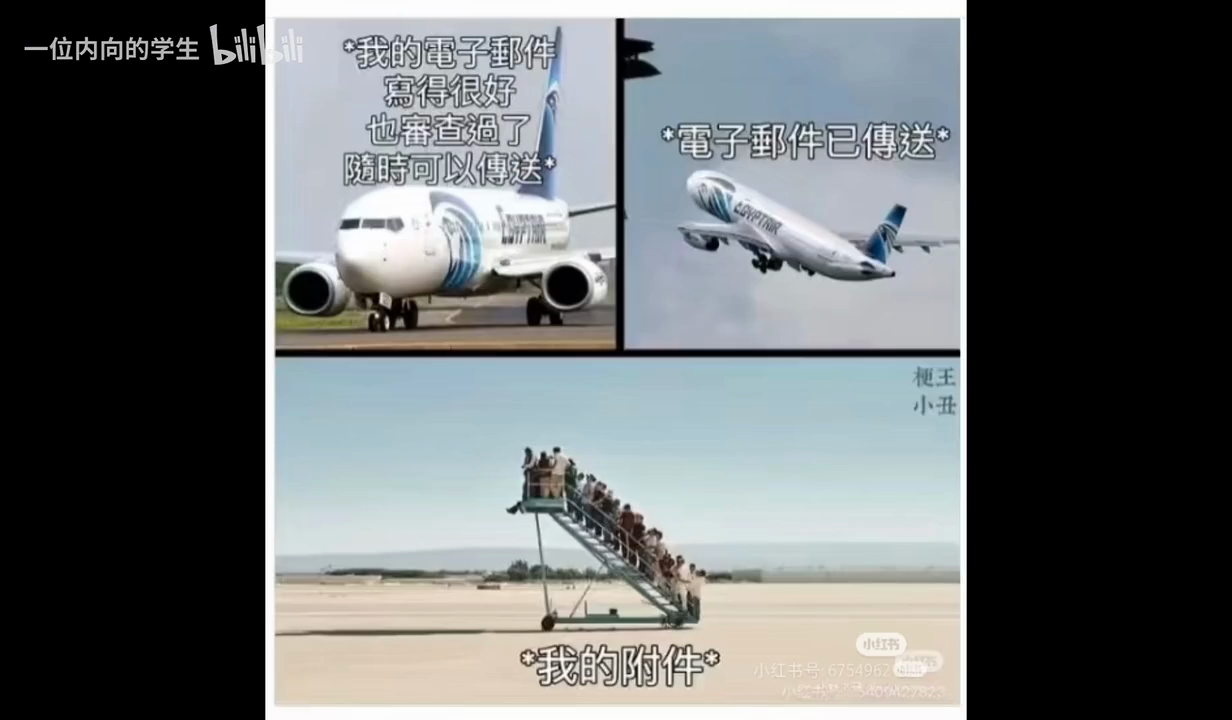 一位内向的学生 bilibili
*我的電子郵件
寫得很好
也審查過了
隨時可以傳送*
EGYPTAIR
*電子郵件已傳送*
EGYPTAIR
梗王
小丑
*我的附件*
小红书
小红书号: 6754962